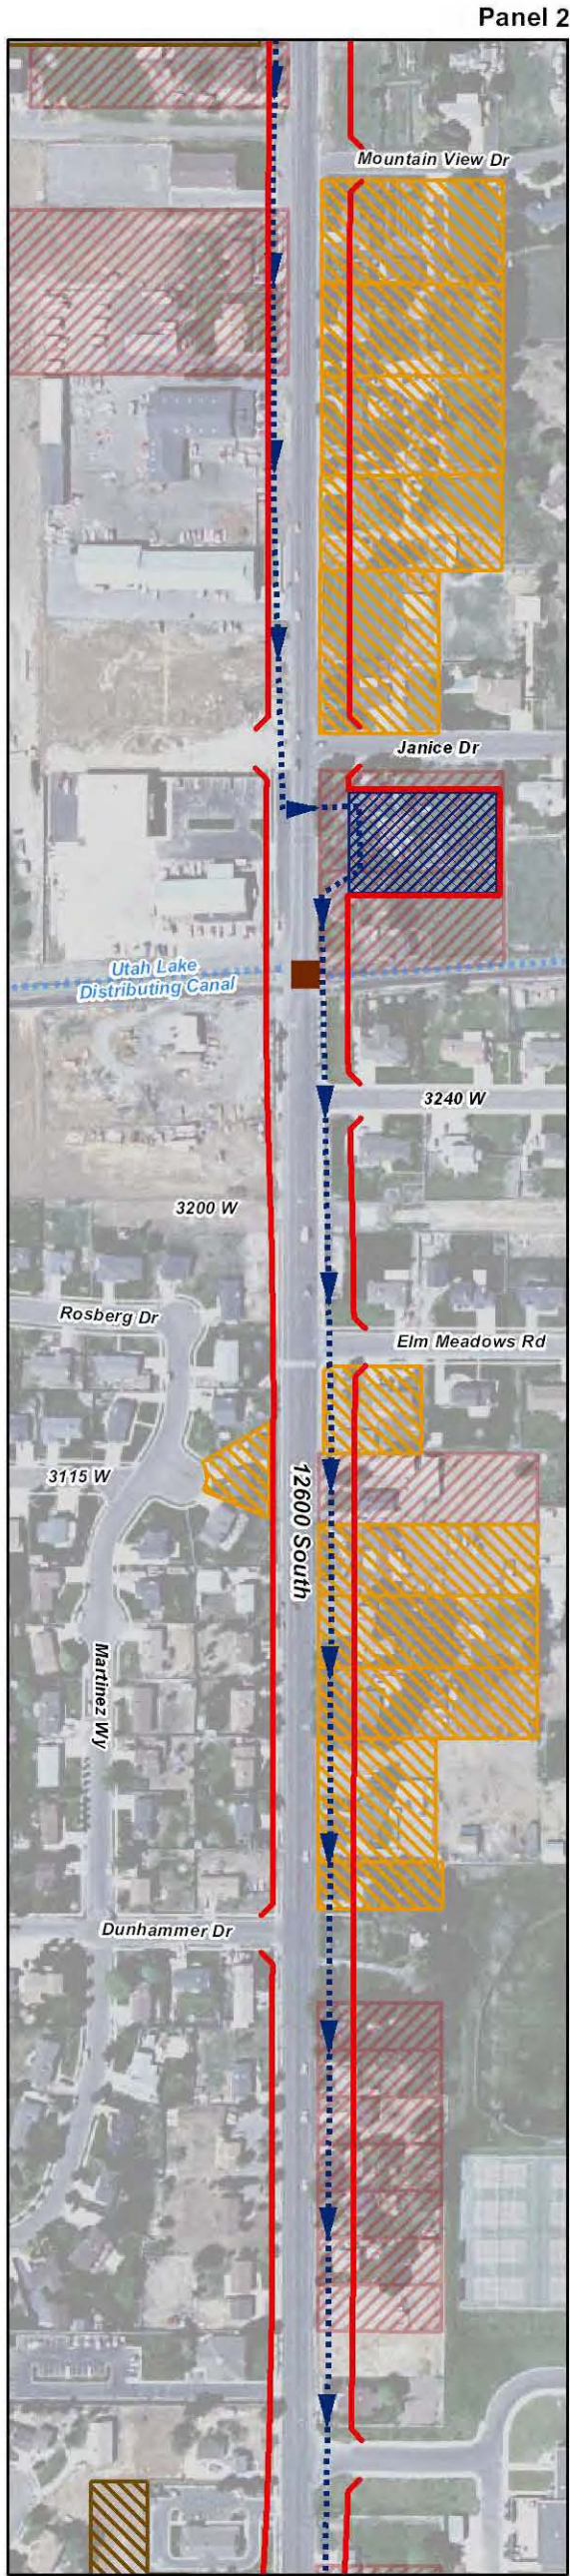 Panel 2
Mountain View Dr
Janice Dr
Utah Lake
Distributing Canal
3240 W
3200 W
Rosberg Dr
Elm Meadows Rd
3115 W
12600 South
Martinez Wy
Dunhammer Dr